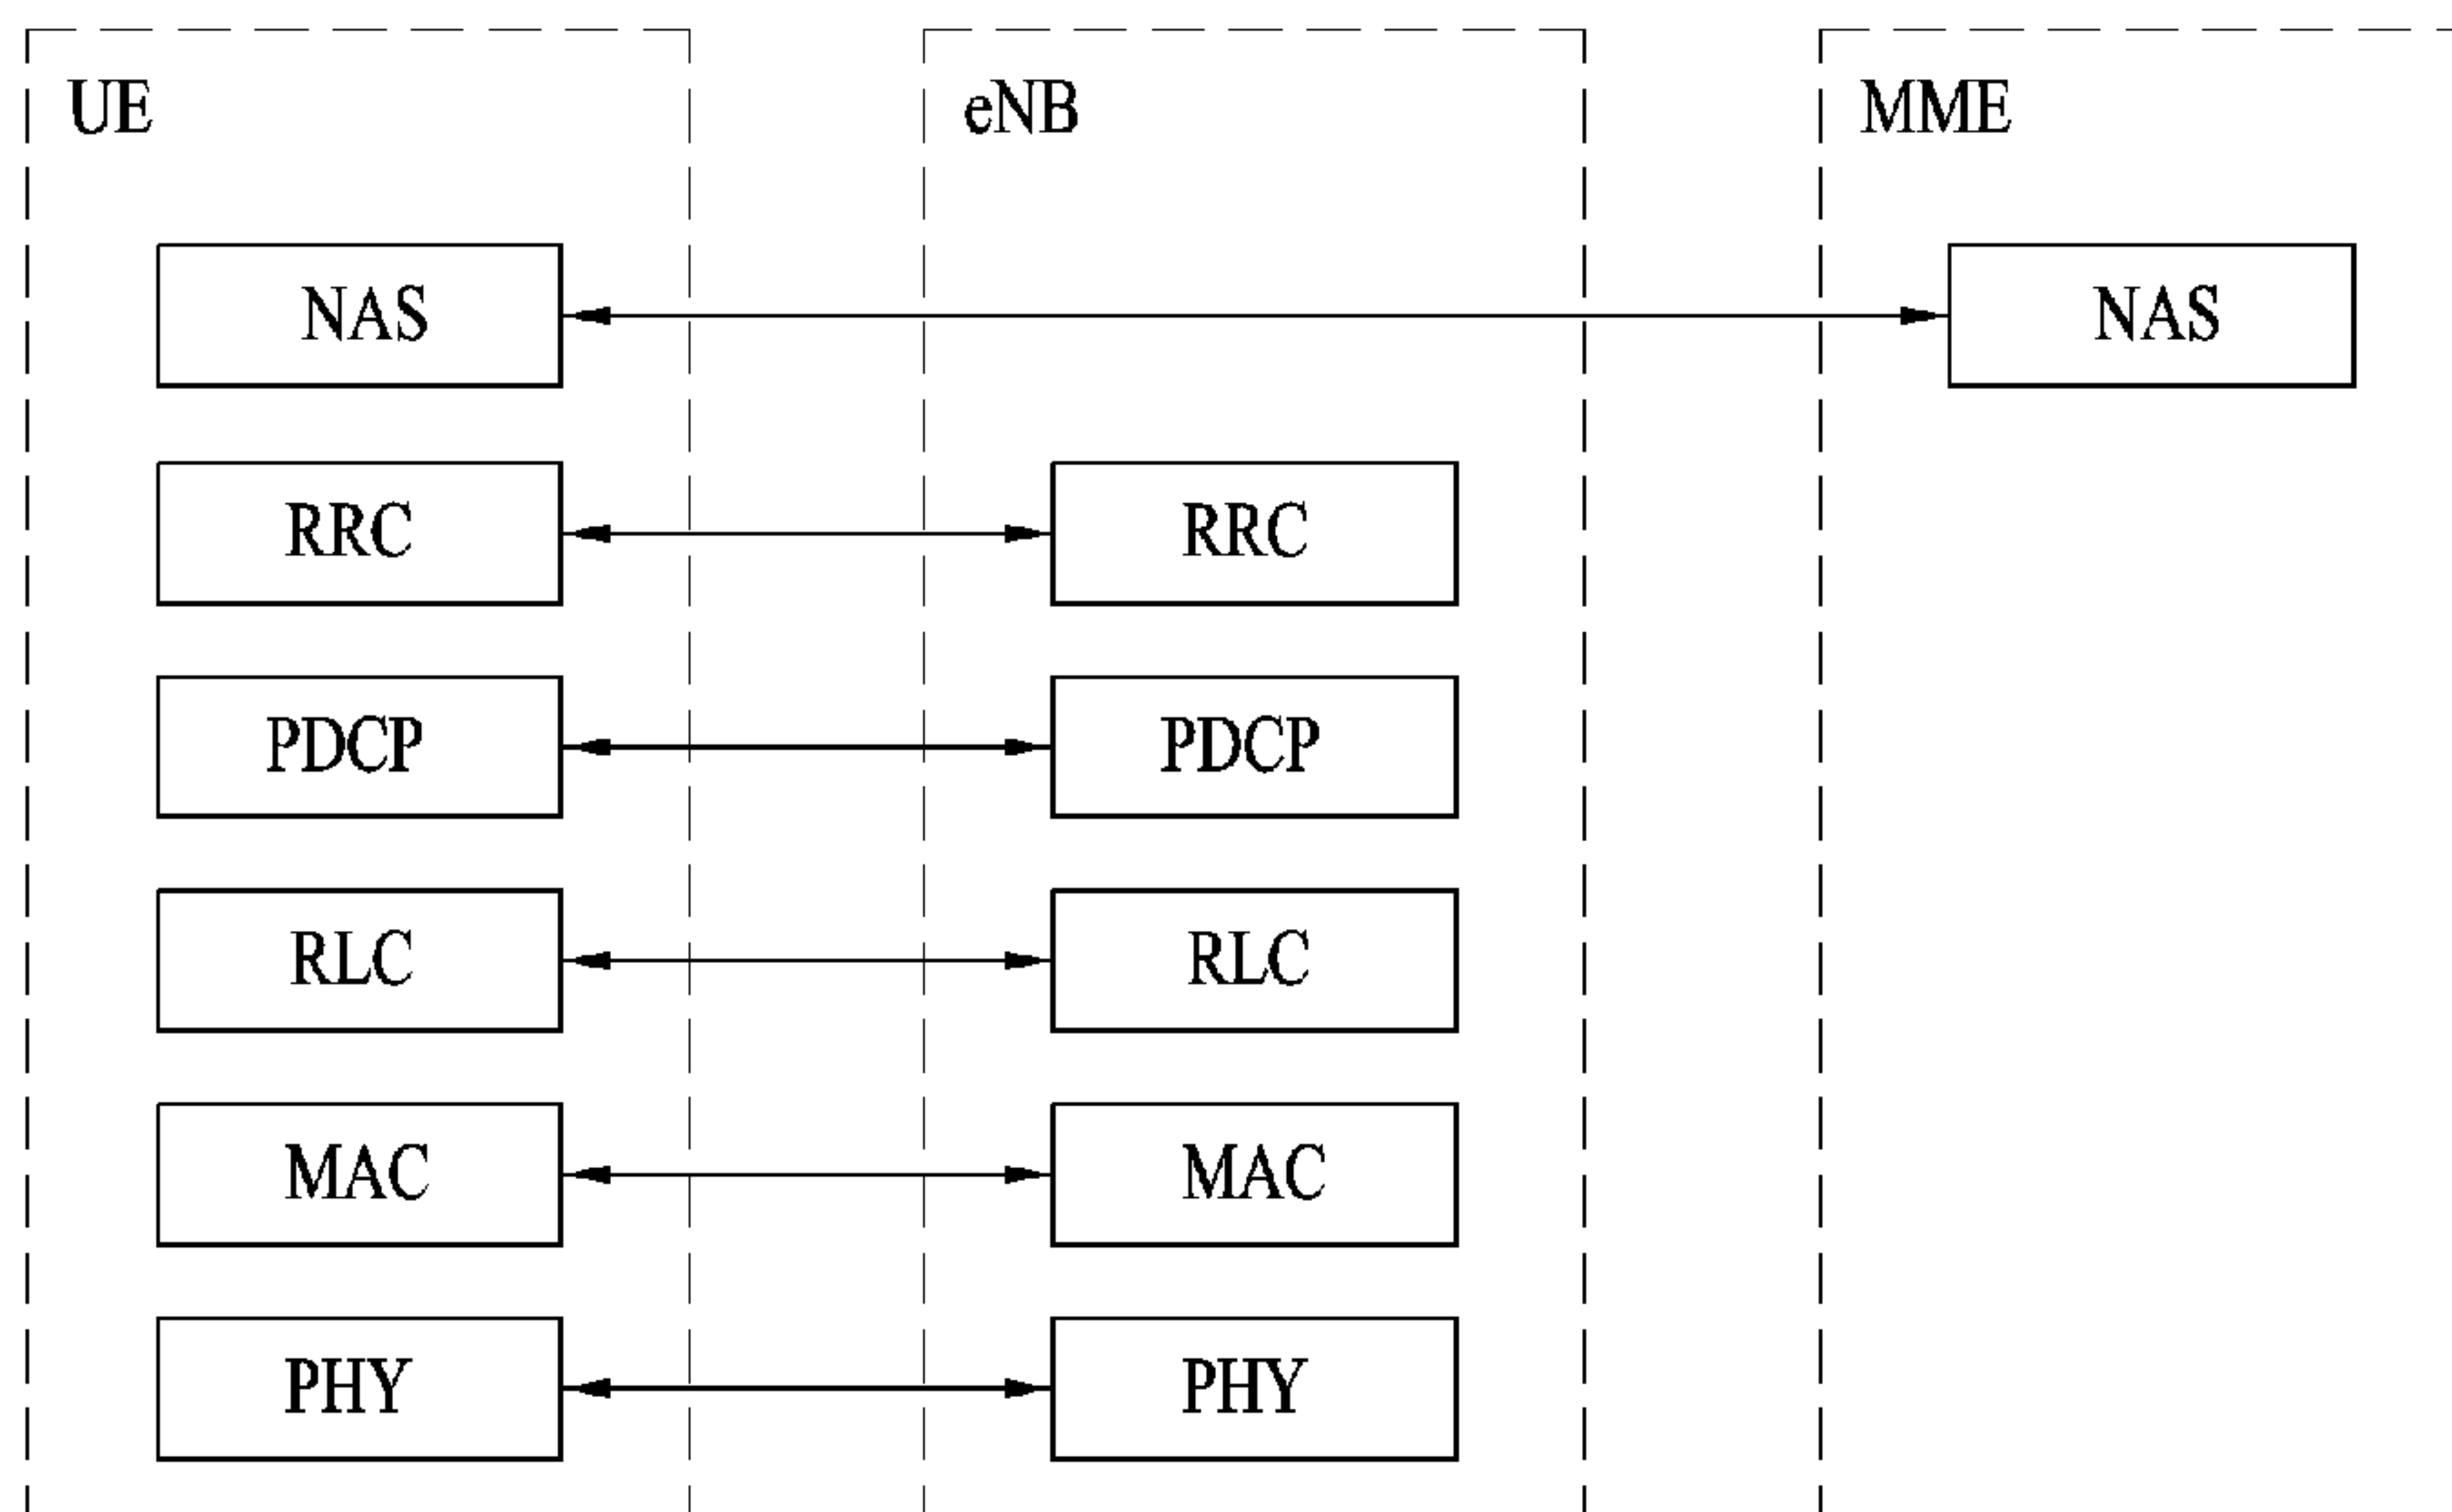 UE eNB MME
NAS NAS
RRC RRC
PDCP PDCP
RLC RLC
MAC MAC
PHY PHY